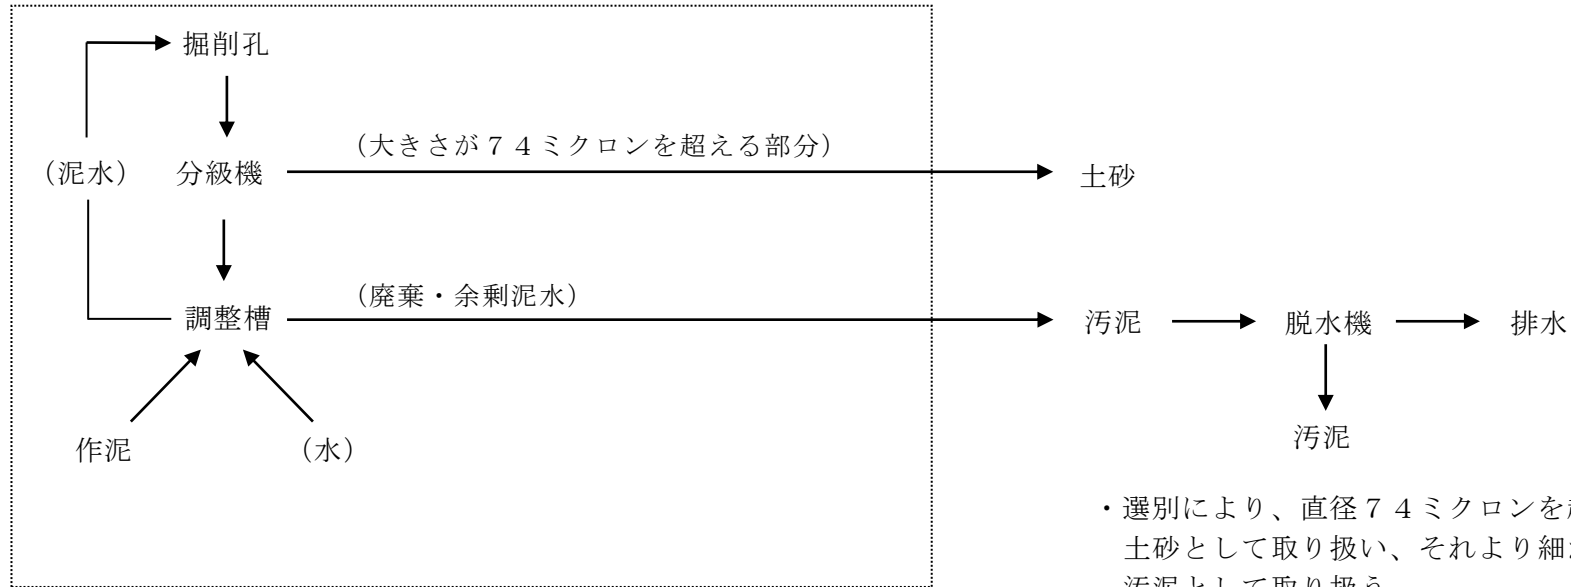 掘削孔
（大きさが７４ミクロンを超える部分）
（泥水）
分級機
土砂
（廃棄・余剰泥水）
調整槽
汚泥
脱水機
排水
作泥
（水）
汚泥
・選別により、直径７４ミクロンを
土砂として取り扱い、それより細
汚泥として取り扱う